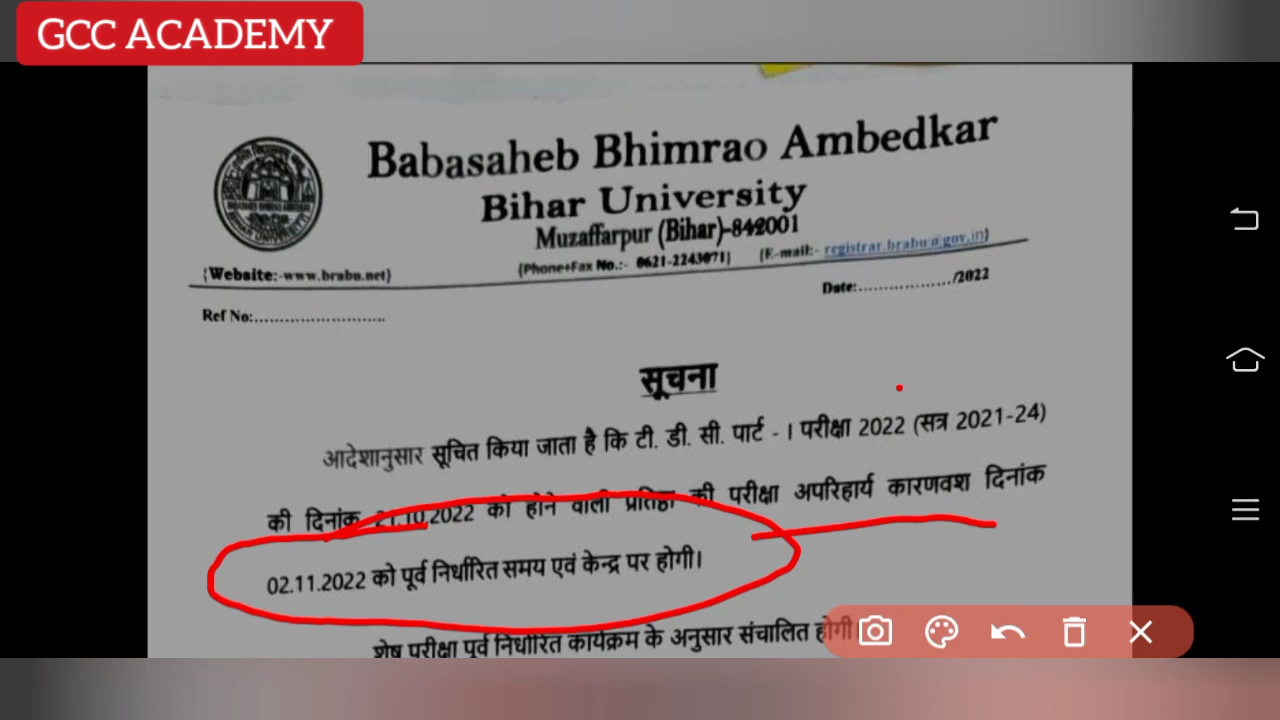 GCC ACADEMY
Babasaheb Bhimrao Ambedkar
Bihar University
Muzaffarpur (Bihar)-842001
{Website:-www.brabu.net} {Phone+Fax No.:- 0621-2243071} {E-mail:- registrar.brabu@gov.in}
Ref No:......................... Date:................../2022
सूचना
आदेशानुसार सूचित किया जाता है कि टी. डी. सी. पार्ट - I परीक्षा 2022 (सत्र 2021-24)
की दिनांक 21.10.2022 को होने वाली प्रतिष्ठा की परीक्षा अपरिहार्य कारणवश दिनांक
02.11.2022 को पूर्व निर्धारित समय एवं केन्द्र पर होगी।
शेष परीक्षा पूर्व निर्धारित कार्यक्रम के अनुसार संचालित होगी